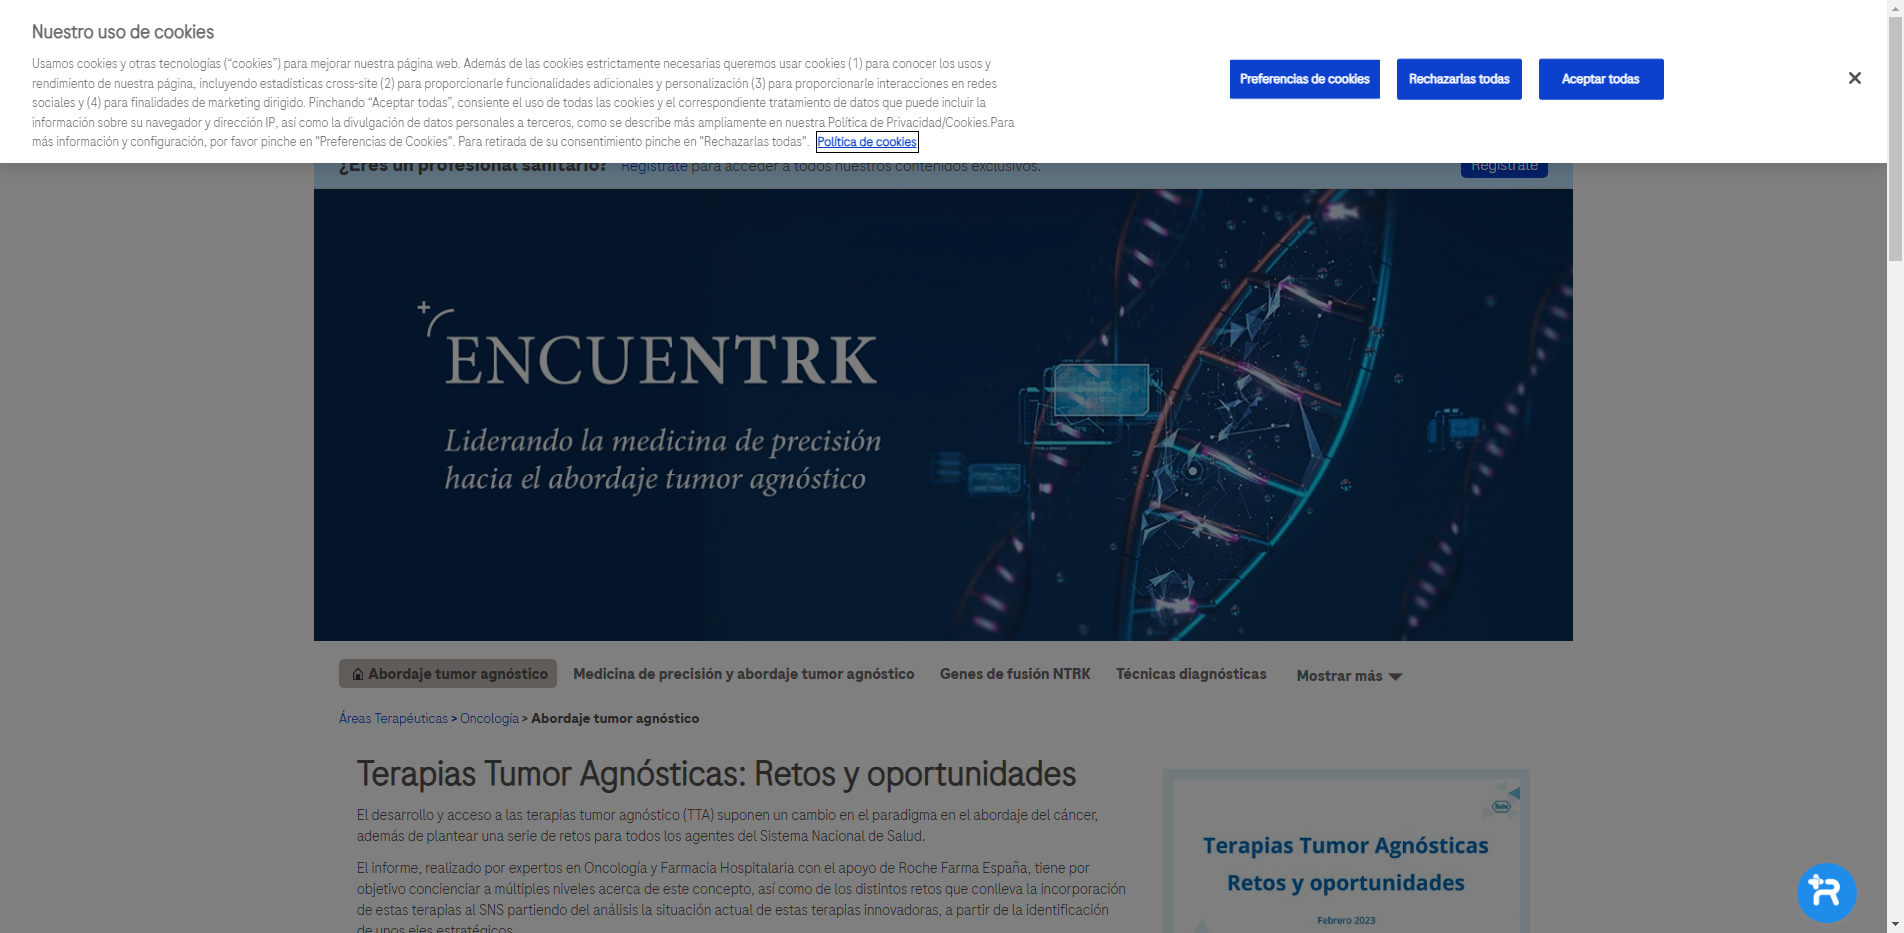 Nuestro uso de cookies
Usamos cookies y otras tecnologías (“cookies”) para mejorar nuestra página web. Además de las cookies estrictamente necesarias queremos usar cookies (1) para conocer los usos y
rendimiento de nuestra página, incluyendo estadísticas cross-site (2) para proporcionarle funcionalidades adicionales y personalización (3) para proporcionarle interacciones en redes
sociales y (4) para finalidades de marketing dirigido. Pinchando “Aceptar todas”, consiente el uso de todas las cookies y el correspondiente tratamiento de datos que puede incluir la
información sobre su navegador y dirección IP, así como la divulgación de datos personales a terceros, como se describe más ampliamente en nuestra Política de Privacidad/Cookies.Para
más información y configuración, por favor pinche en "Preferencias de Cookies". Para retirada de su consentimiento pinche en "Rechazarlas todas". Política de cookies
Preferencias de cookies
Rechazarlas todas
Aceptar todas
¿Eres un profesional sanitario? Regístrate para acceder a todos nuestros contenidos exclusivos.
Regístrate
ENCUENTRK
Liderando la medicina de precisión
hacia el abordaje tumor agnóstico
Abordaje tumor agnóstico
Medicina de precisión y abordaje tumor agnóstico
Genes de fusión NTRK
Técnicas diagnósticas
Mostrar más
Áreas Terapéuticas > Oncología > Abordaje tumor agnóstico
Terapias Tumor Agnósticas: Retos y oportunidades
El desarrollo y acceso a las terapias tumor agnóstico (TTA) suponen un cambio en el paradigma en el abordaje del cáncer,
además de plantear una serie de retos para todos los agentes del Sistema Nacional de Salud.
El informe, realizado por expertos en Oncología y Farmacia Hospitalaria con el apoyo de Roche Farma España, tiene por
objetivo concienciar a múltiples niveles acerca de este concepto, así como de los distintos retos que conlleva la incorporación
de estas terapias al SNS partiendo del análisis la situación actual de estas terapias innovadoras, a partir de la identificación
de unos ejes estratégicos
Roche
Terapias Tumor Agnósticas
Retos y oportunidades
Febrero 2023